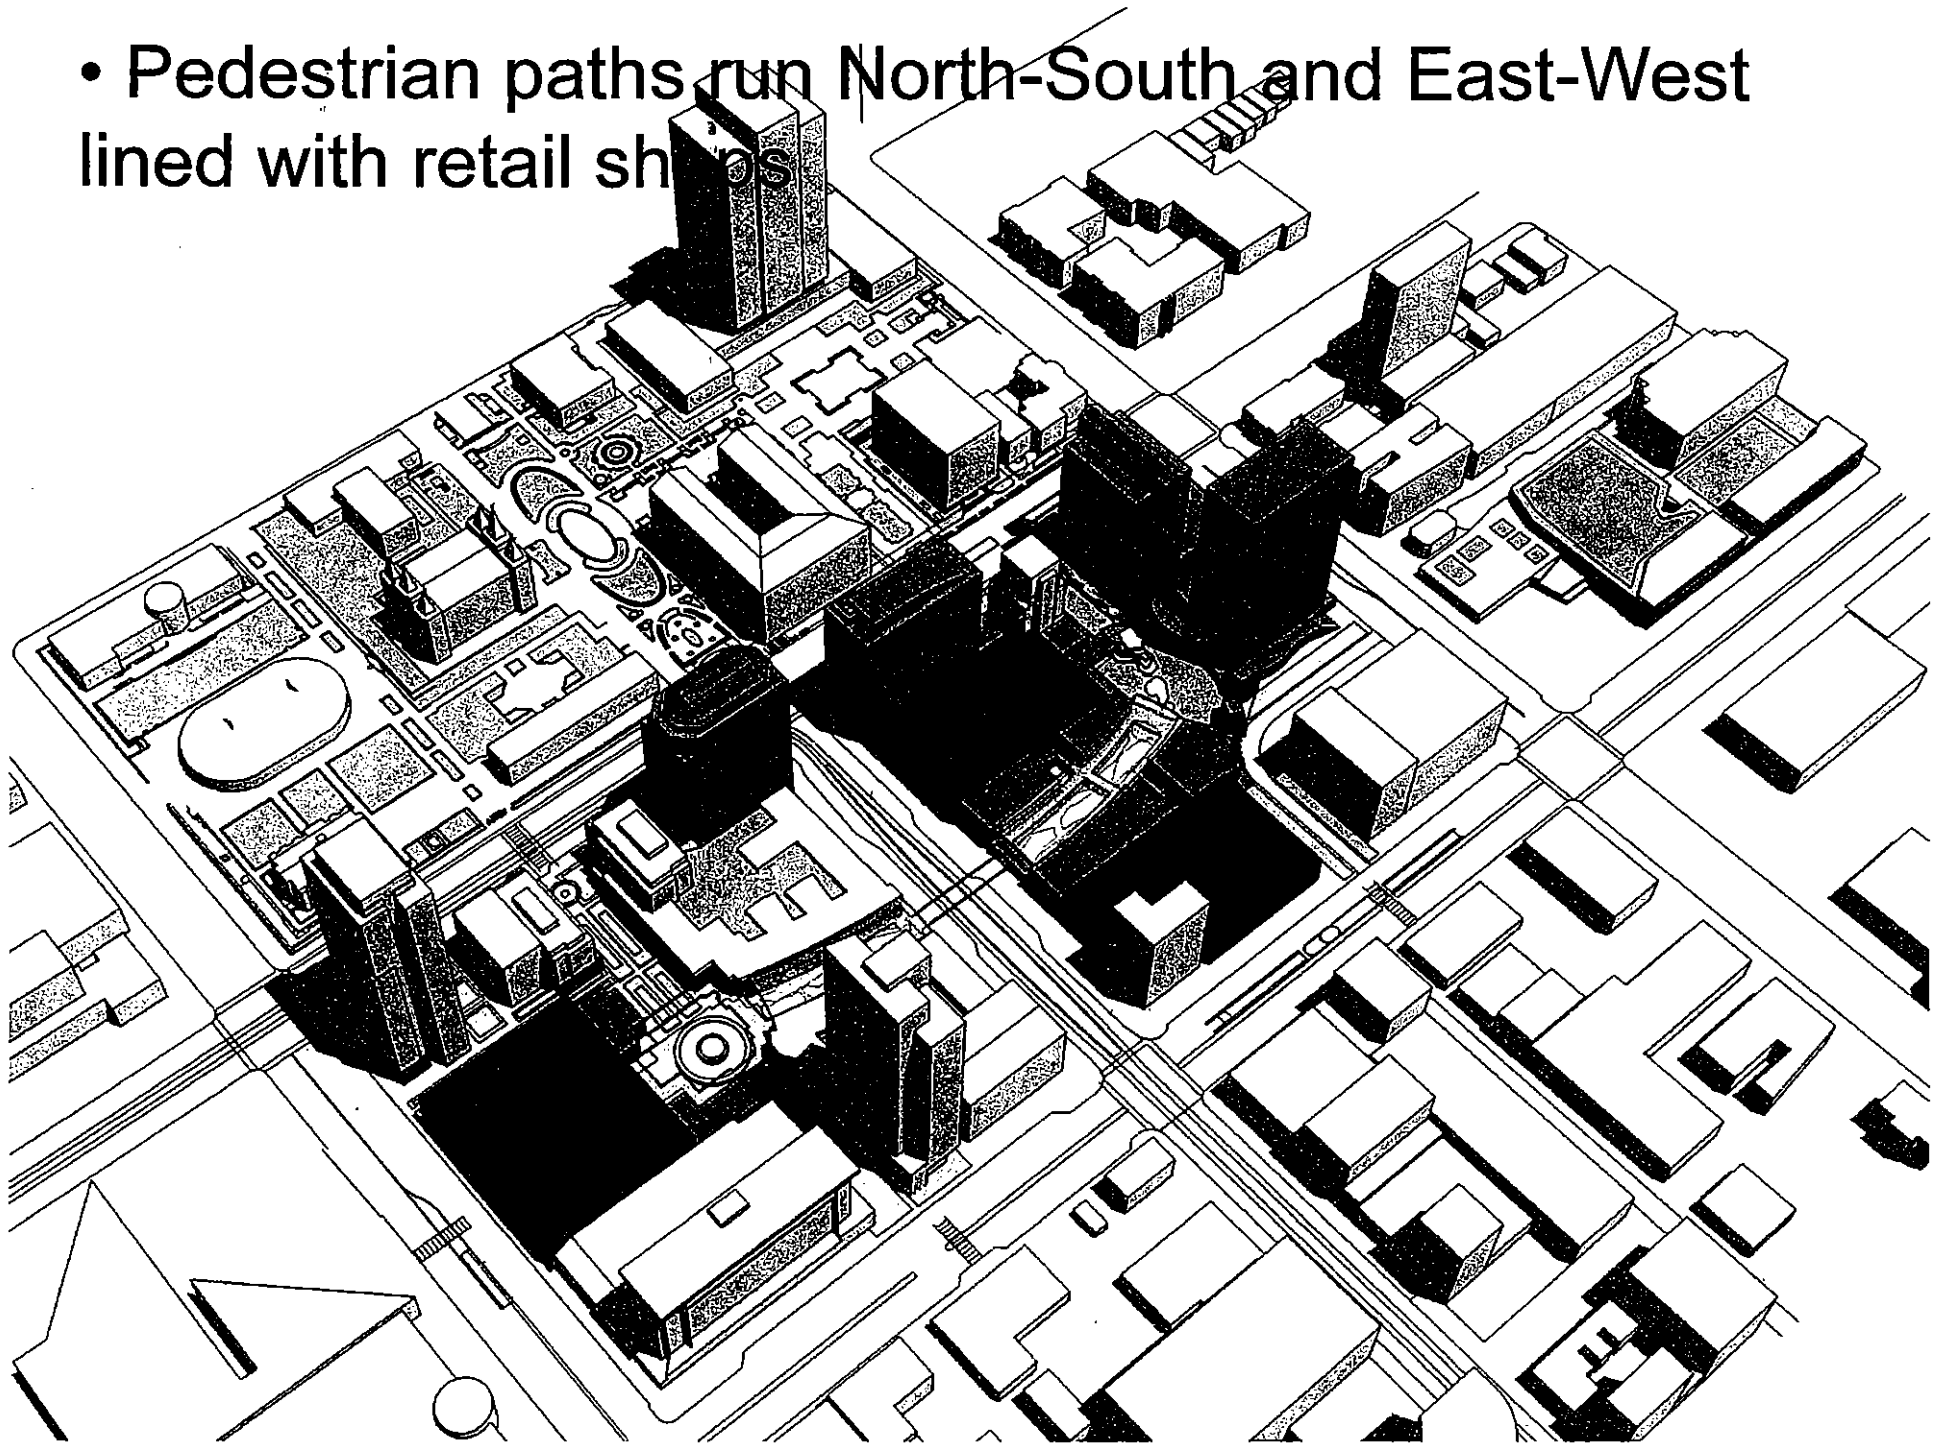 • Pedestrian paths run North-South and East-West
lined with retail shops